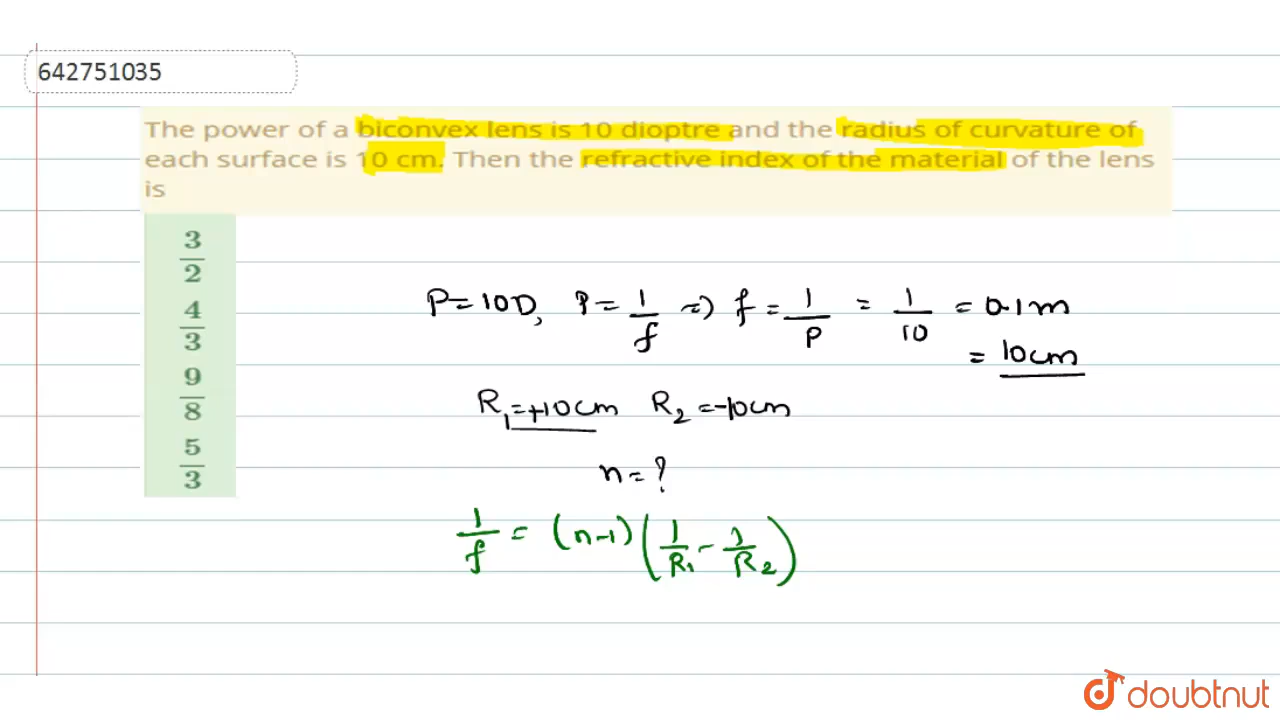 642751035
The power of a biconvex lens is 10 dioptre and the radius of curvature of
each surface is 10 cm. Then the refractive index of the material of the lens
is
3/2
4/3
9/8
5/3
P=10D, P=1/f => f=1/P = 1/10 = 0.1m
= 10cm
R₁=+10cm R₂=-10cm
n=?
1/f = (n-1)(1/R₁-1/R₂)
doubtnut